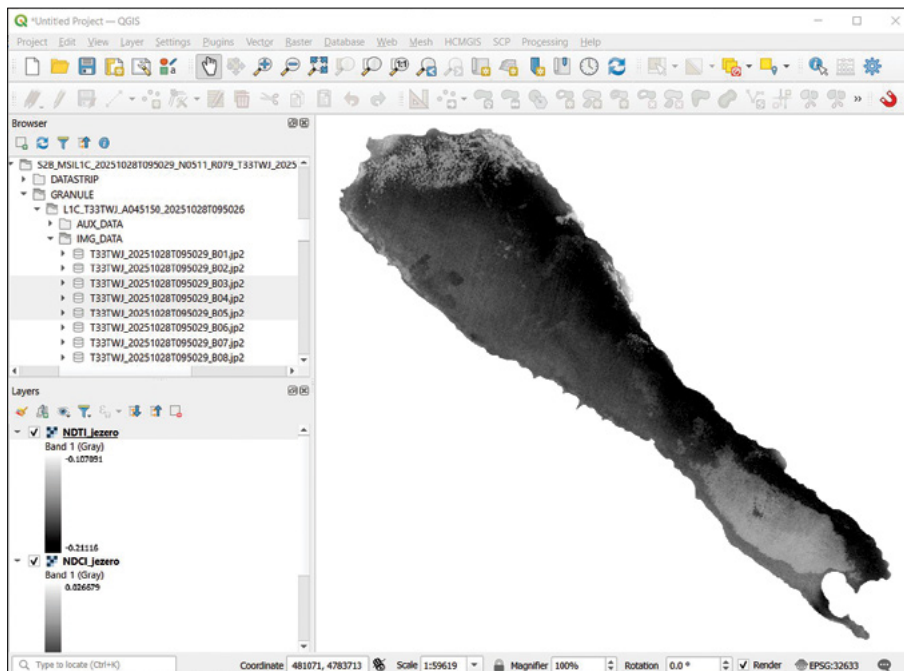 *Untitled Project — QGIS
Project Edit View Layer Settings Plugins Vector Raster Database Web Mesh HCMGIS SCP Processing Help
Browser
S2B_MSIL1C_20251028T095029_N0511_R079_T33TWJ_2025
DATASTRIP
GRANULE
L1C_T33TWJ_A045150_20251028T095026
AUX_DATA
IMG_DATA
T33TWJ_20251028T095029_B01.jp2
T33TWJ_20251028T095029_B02.jp2
T33TWJ_20251028T095029_B03.jp2
T33TWJ_20251028T095029_B04.jp2
T33TWJ_20251028T095029_B05.jp2
T33TWJ_20251028T095029_B06.jp2
T33TWJ_20251028T095029_B07.jp2
T33TWJ_20251028T095029_B08.jp2
Layers
NDTI_jezero
Band 1 (Gray)
-0.107891
-0.21116
NDCI_jezero
Band 1 (Gray)
0.026679
Type to locate (Ctrl+K) Coordinate 481071, 4783713 Scale 1:59619 Magnifier 100% Rotation 0.0 ° Render EPSG:32633